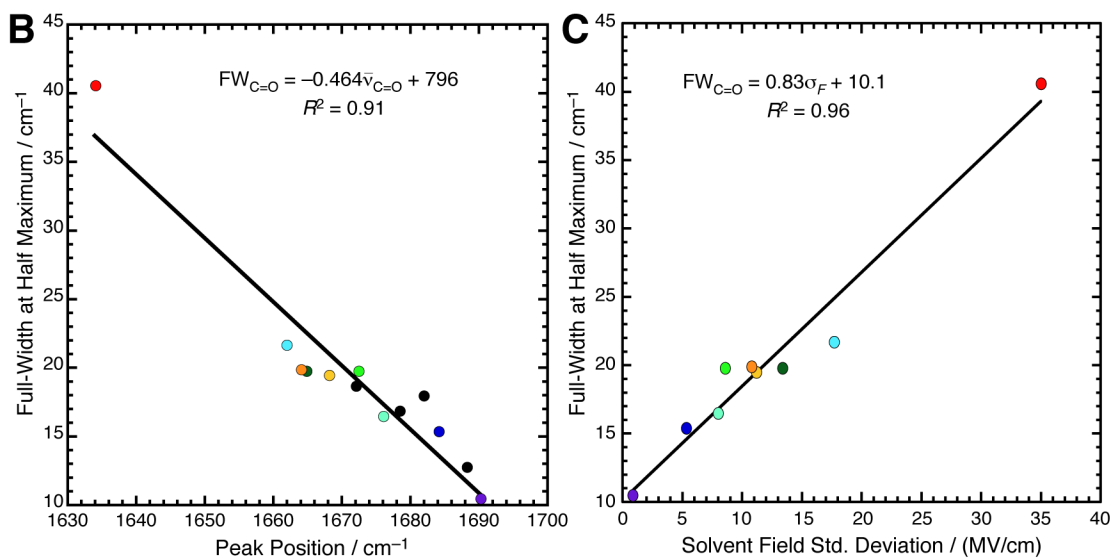 B
45
40
35
30
25
20
15
10
Full-Width at Half Maximum / cm⁻¹
FW_C=O = –0.464ν̅_C=O + 796
R² = 0.91
1630 1640 1650 1660 1670 1680 1690 1700
Peak Position / cm⁻¹
C
45
40
35
30
25
20
15
10
Full-Width at Half Maximum / cm⁻¹
FW_C=O = 0.83σ_F + 10.1
R² = 0.96
0 5 10 15 20 25 30 35 40
Solvent Field Std. Deviation / (MV/cm)